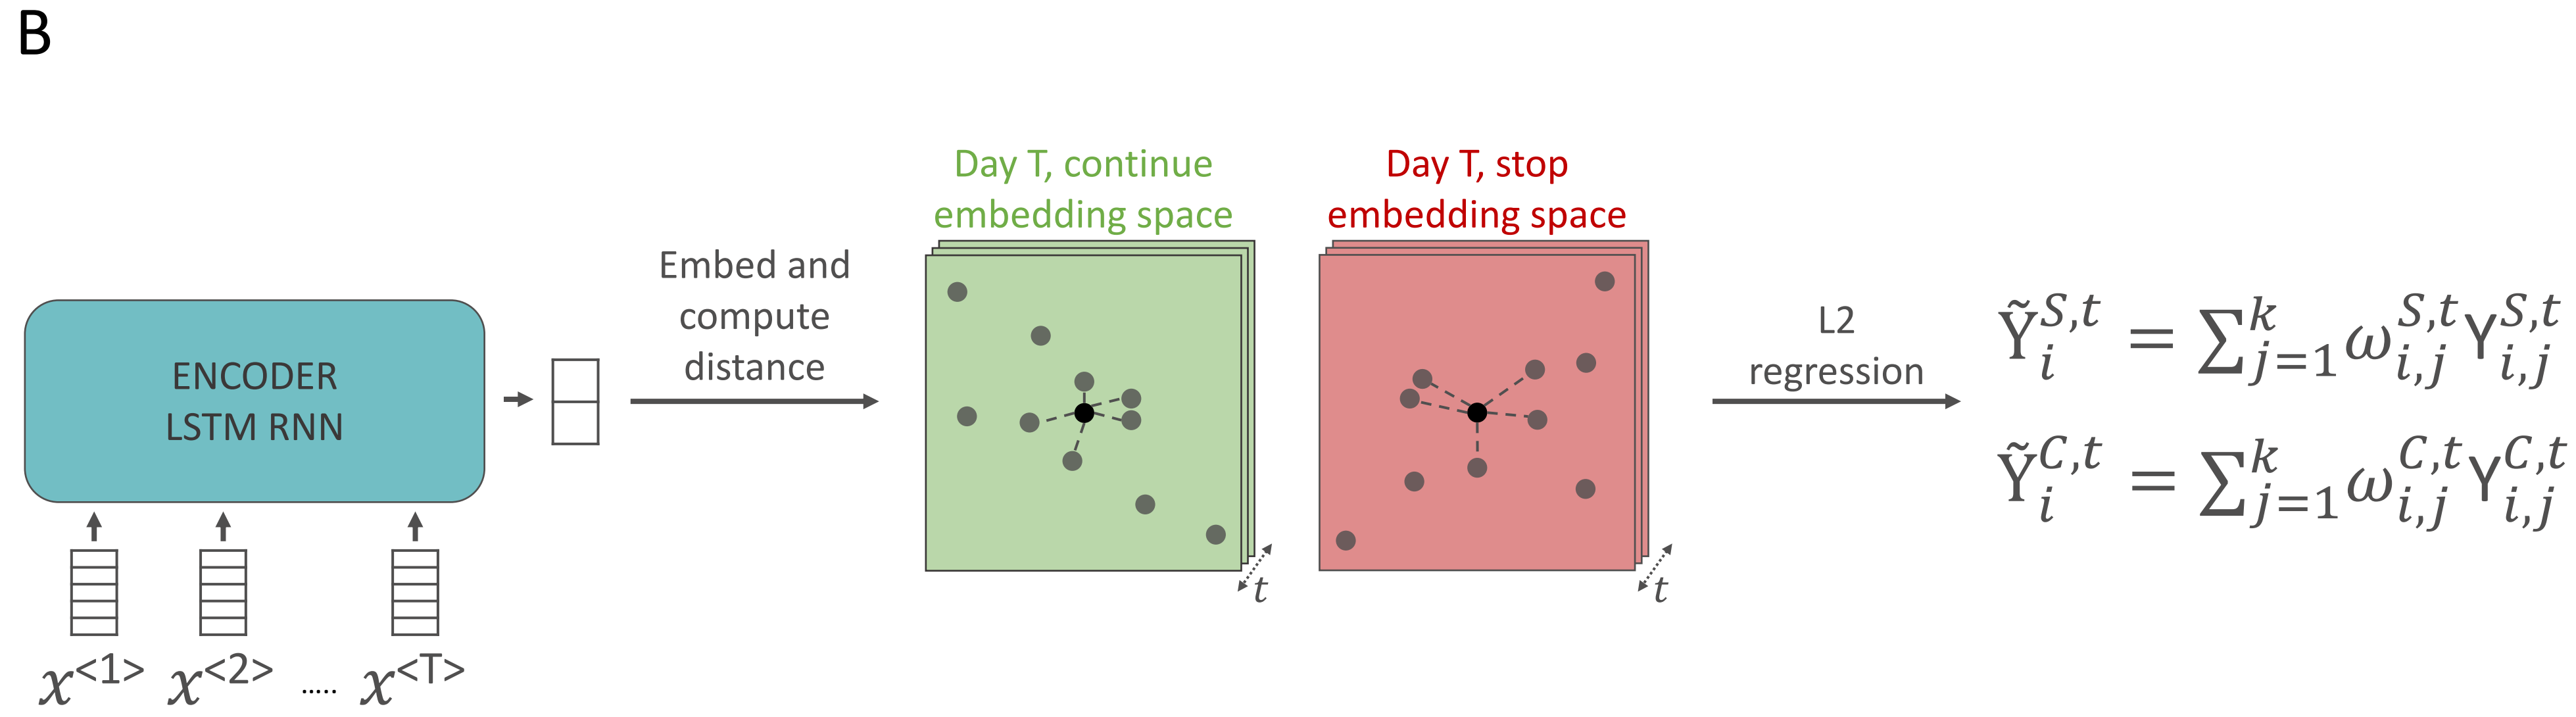 B
ENCODER
LSTM RNN
x<1> x<2> ..... x<T>
Embed and
compute
distance
Day T, continue
embedding space
t
Day T, stop
embedding space
t
L2
regression
Ỹ_i^{S,t} = ∑_{j=1}^{k} ω_{i,j}^{S,t} Y_{i,j}^{S,t}
Ỹ_i^{C,t} = ∑_{j=1}^{k} ω_{i,j}^{C,t} Y_{i,j}^{C,t}